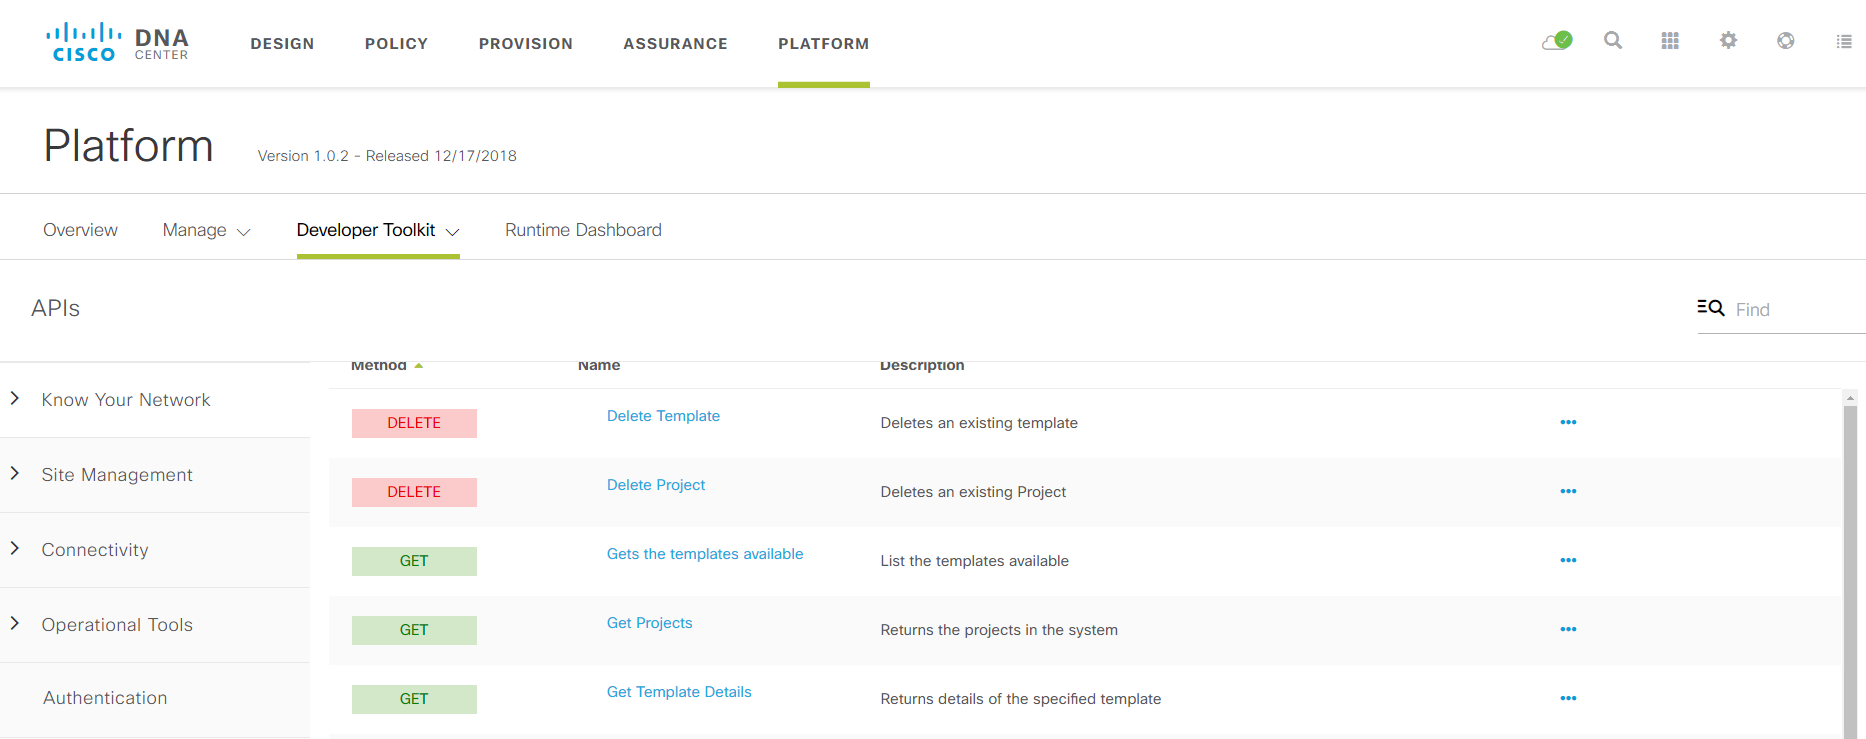 CISCO DNA CENTER DESIGN POLICY PROVISION ASSURANCE PLATFORM
Platform Version 1.0.2 - Released 12/17/2018
Overview Manage Developer Toolkit Runtime Dashboard
APIs Find
Method Name Description
Know Your Network
DELETE Delete Template Deletes an existing template
Site Management
DELETE Delete Project Deletes an existing Project
Connectivity
GET Gets the templates available List the templates available
Operational Tools
GET Get Projects Returns the projects in the system
Authentication
GET Get Template Details Returns details of the specified template